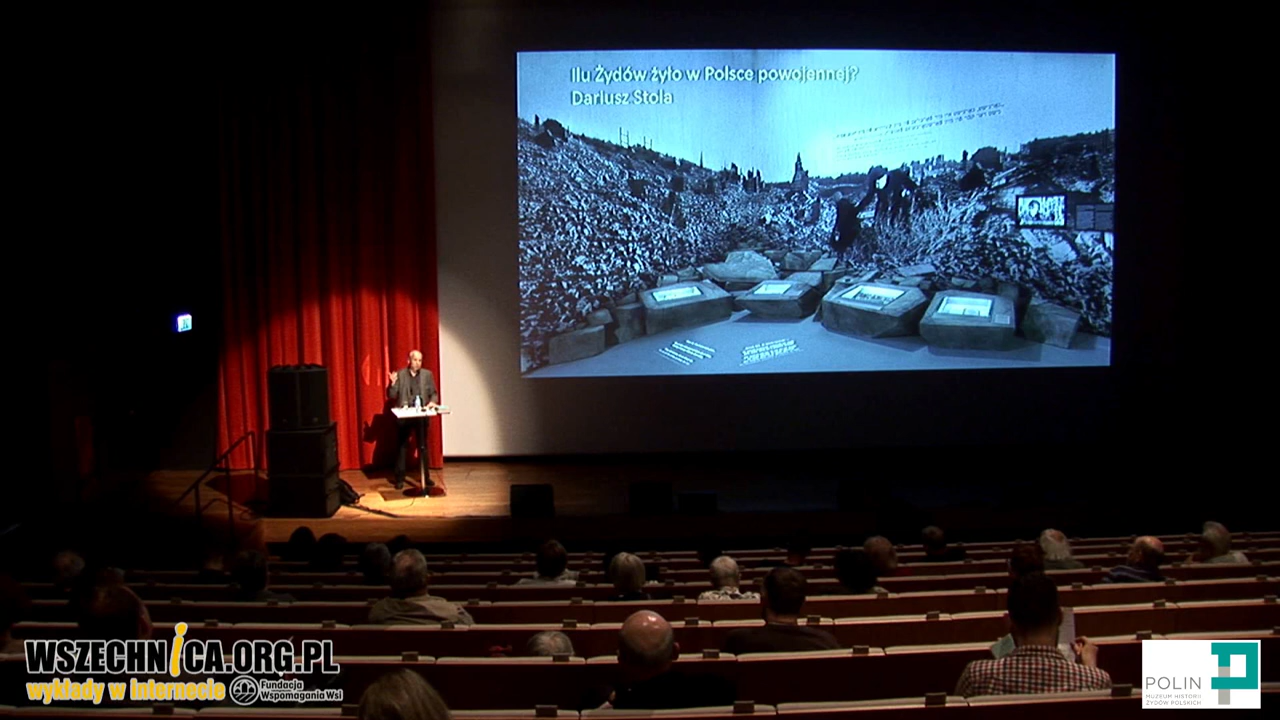 Ilu Żydów żyło w Polsce powojennej?
Dariusz Stola
WSZECHNICA.ORG.PL
wykłady w internecie
Fundacja
Wspomagania Wsi
POLIN
MUZEUM HISTORII
ŻYDÓW POLSKICH